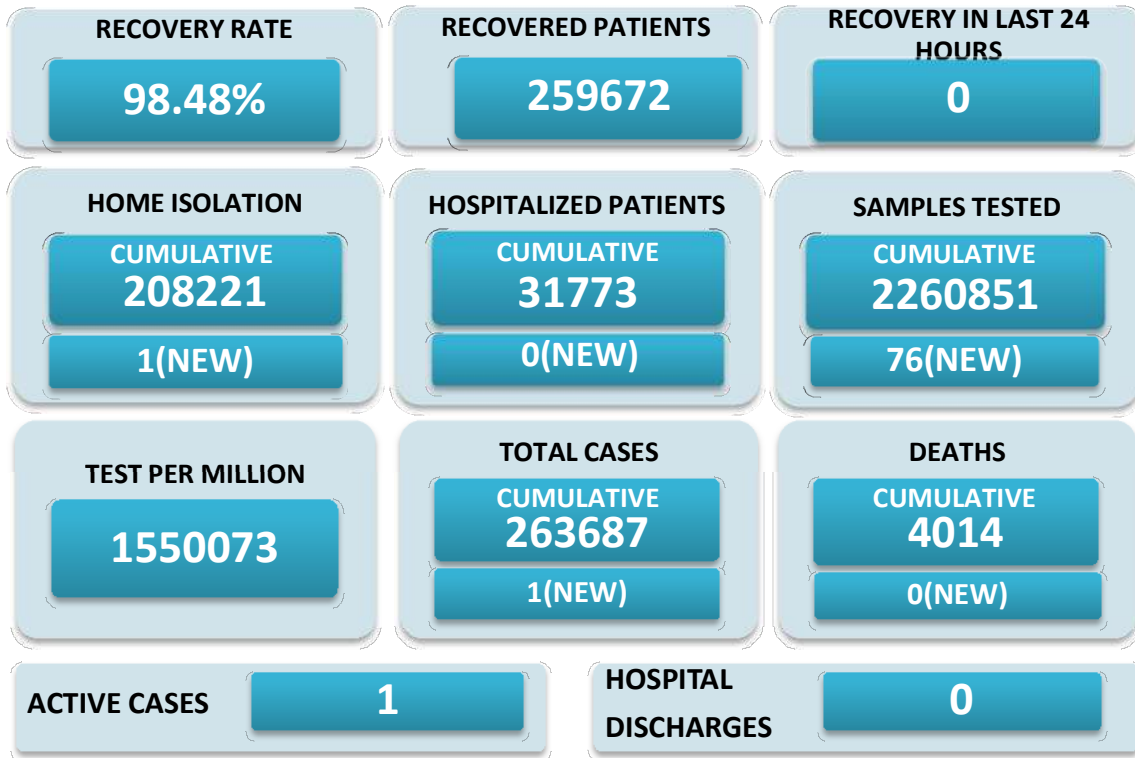 RECOVERY RATE
98.48%
RECOVERED PATIENTS
259672
RECOVERY IN LAST 24
HOURS
0
HOME ISOLATION
CUMULATIVE
208221
1(NEW)
HOSPITALIZED PATIENTS
CUMULATIVE
31773
0(NEW)
SAMPLES TESTED
CUMULATIVE
2260851
76(NEW)
TEST PER MILLION
1550073
TOTAL CASES
CUMULATIVE
263687
1(NEW)
DEATHS
CUMULATIVE
4014
0(NEW)
ACTIVE CASES
1
HOSPITAL
DISCHARGES
0